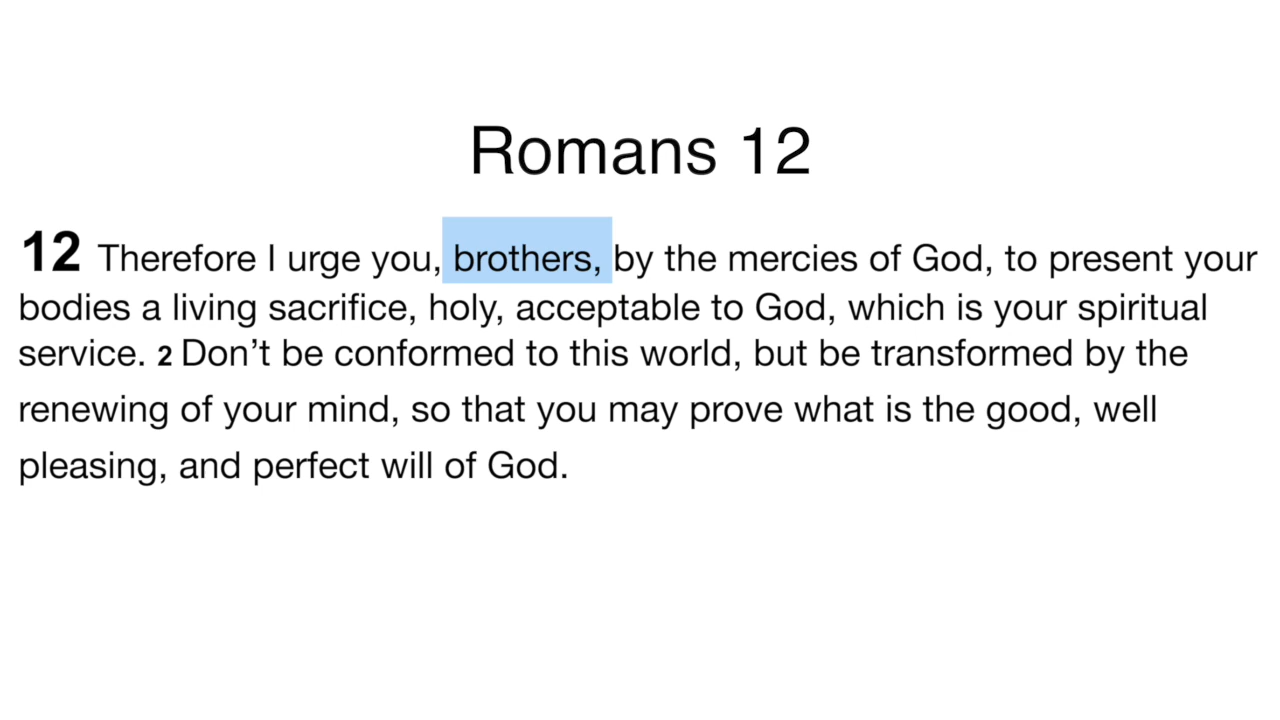 Romans 12
12 Therefore I urge you, brothers, by the mercies of God, to present your
bodies a living sacrifice, holy, acceptable to God, which is your spiritual
service. 2 Don’t be conformed to this world, but be transformed by the
renewing of your mind, so that you may prove what is the good, well
pleasing, and perfect will of God.